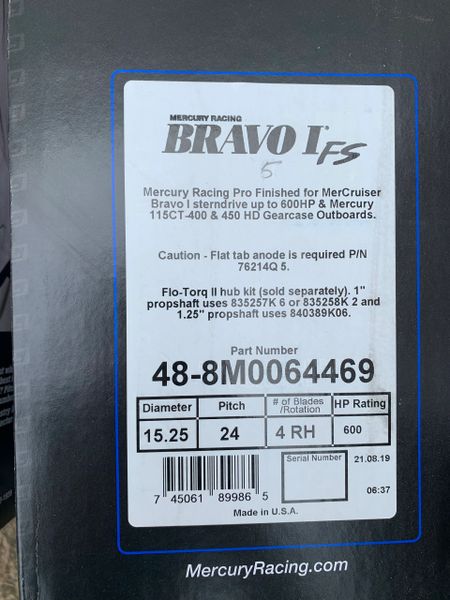 MERCURY RACING
BRAVO I FS
5
Mercury Racing Pro Finished for MerCruiser
Bravo I sterndrive up to 600HP & Mercury
115CT-400 & 450 HD Gearcase Outboards.
Caution - Flat tab anode is required P/N
76214Q 5.
Flo-Torq II hub kit (sold separately). 1"
propshaft uses 835257K 6 or 835258K 2 and
1.25" propshaft uses 840389K06.
Part Number
48-8M0064469
Diameter Pitch # of Blades /Rotation HP Rating
15.25 24 4 RH 600
Serial Number 21.08.19
06:37
7 45061 89986 5
Made in U.S.A.
MercuryRacing.com